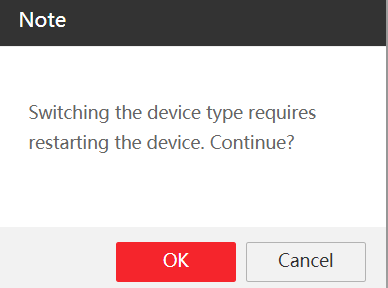 Note
Switching the device type requires
restarting the device. Continue?
OK
Cancel